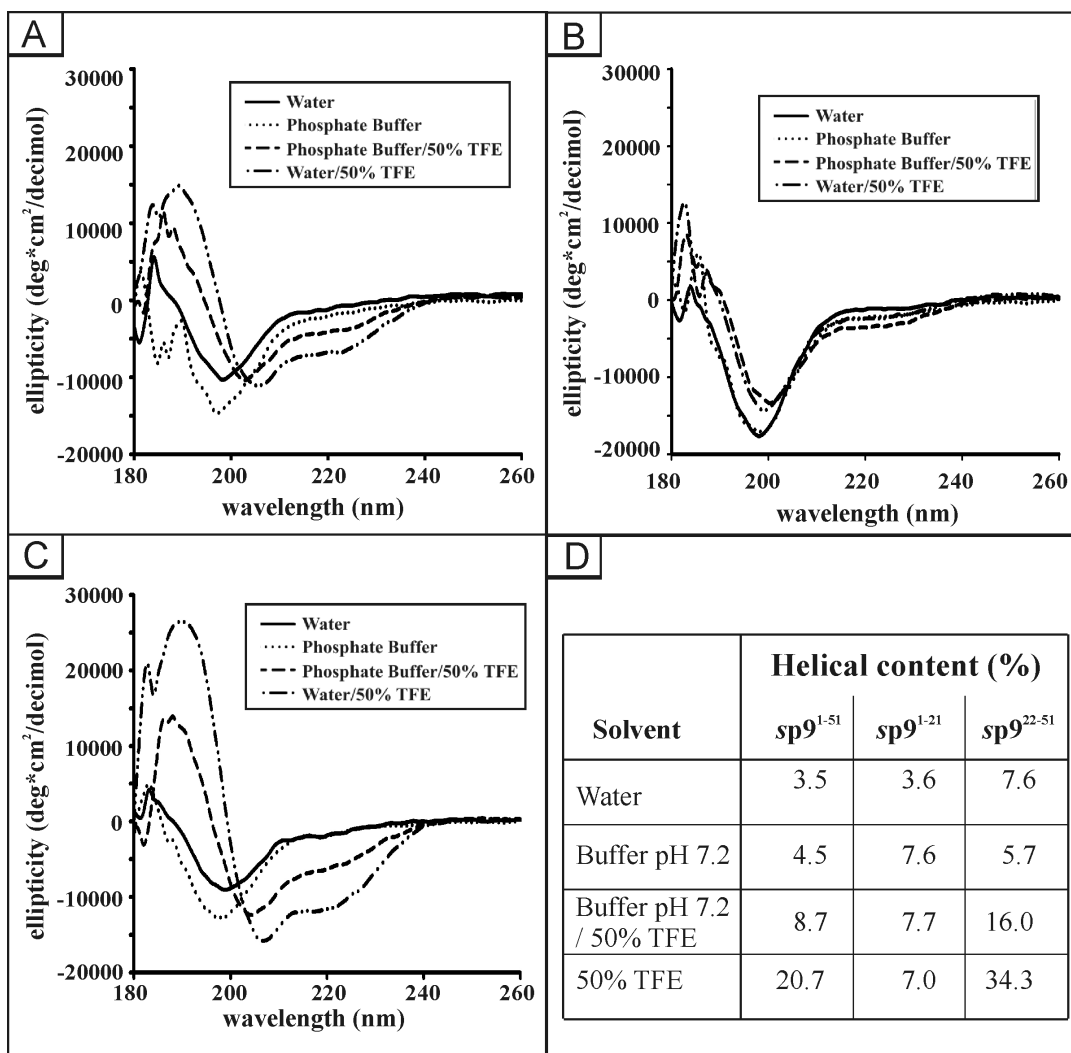 A
30000
20000
10000
0
-10000
-20000
ellipticity (deg*cm²/decimol)
Water
Phosphate Buffer
Phosphate Buffer/50% TFE
Water/50% TFE
180 200 220 240 260
wavelength (nm)
B
30000
20000
10000
0
-10000
-20000
ellipticity (deg*cm²/decimol)
Water
Phosphate Buffer
Phosphate Buffer/50% TFE
Water/50% TFE
180 200 220 240 260
wavelength (nm)
C
30000
20000
10000
0
-10000
-20000
ellipticity (deg*cm²/decimol)
Water
Phosphate Buffer
Phosphate Buffer/50% TFE
Water/50% TFE
180 200 220 240 260
wavelength (nm)
D
Helical content (%)
Solvent sp9¹⁻⁵¹ sp9¹⁻²¹ sp9²²⁻⁵¹
Water 3.5 3.6 7.6
Buffer pH 7.2 4.5 7.6 5.7
Buffer pH 7.2
/ 50% TFE 8.7 7.7 16.0
50% TFE 20.7 7.0 34.3